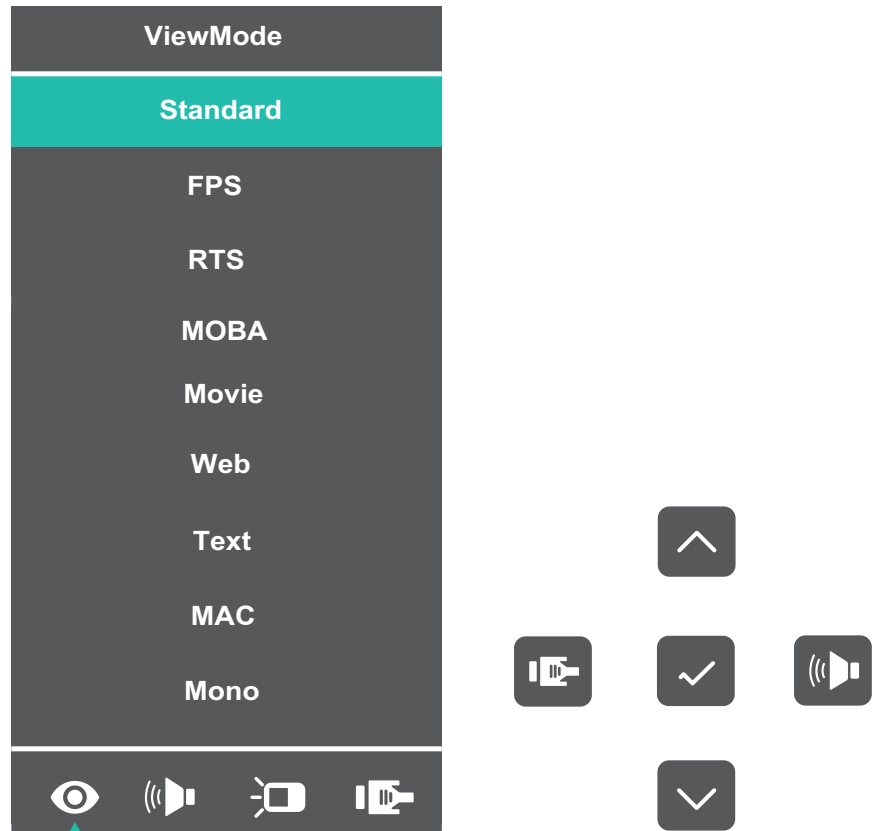 ViewMode
Standard
FPS
RTS
MOBA
Movie
Web
Text
MAC
Mono